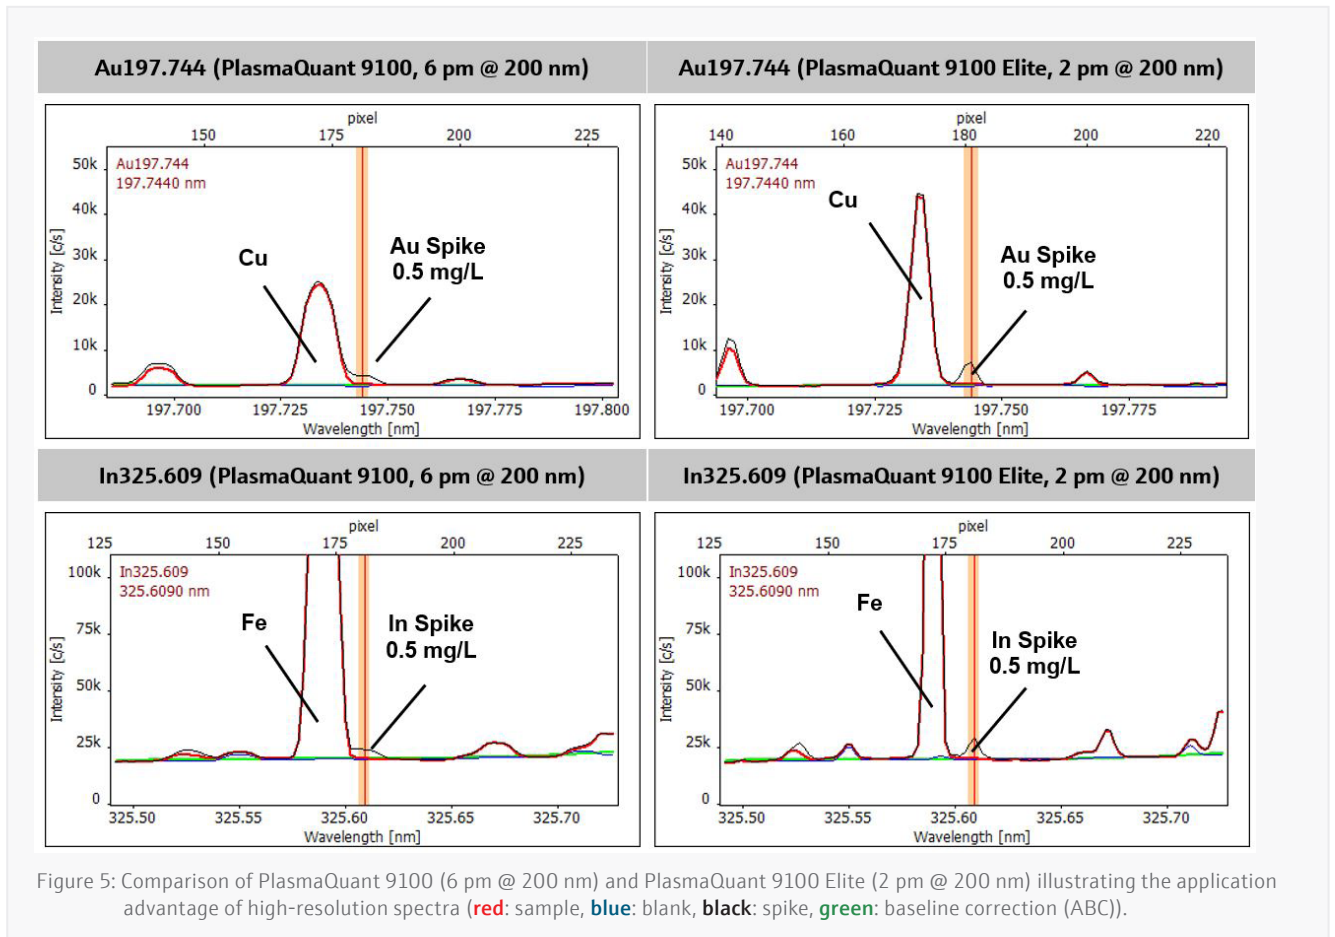 Au197.744 (PlasmaQuant 9100, 6 pm @ 200 nm)
Au197.744 (PlasmaQuant 9100 Elite, 2 pm @ 200 nm)
pixel
150 175 200 225
50k
40k
30k
20k
10k
0
Intensity [c/s]
Au197.744
197.7440 nm
Cu
Au Spike
0.5 mg/L
197.700 197.725 197.750 197.775 197.800
Wavelength [nm]
pixel
140 160 180 200 220
50k
40k
30k
20k
10k
0
Intensity [c/s]
Au197.744
197.7440 nm
Cu
Au Spike
0.5 mg/L
197.700 197.725 197.750 197.775
Wavelength [nm]
In325.609 (PlasmaQuant 9100, 6 pm @ 200 nm)
In325.609 (PlasmaQuant 9100 Elite, 2 pm @ 200 nm)
pixel
125 150 175 200 225
100k
75k
50k
25k
0
Intensity [c/s]
In325.609
325.6090 nm
Fe
In Spike
0.5 mg/L
325.50 325.55 325.60 325.65 325.70
Wavelength [nm]
pixel
125 150 175 200 225
100k
75k
50k
25k
0
Intensity [c/s]
In325.609
325.6090 nm
Fe
In Spike
0.5 mg/L
325.50 325.55 325.60 325.65 325.70
Wavelength [nm]
Figure 5: Comparison of PlasmaQuant 9100 (6 pm @ 200 nm) and PlasmaQuant 9100 Elite (2 pm @ 200 nm) illustrating the application
advantage of high-resolution spectra (red: sample, blue: blank, black: spike, green: baseline correction (ABC)).